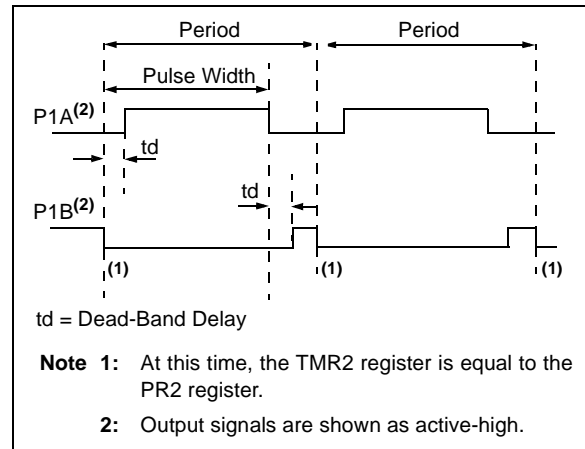 Period Period
Pulse Width
P1A(2)
td
td
P1B(2)
(1) (1) (1)
td = Dead-Band Delay
Note 1: At this time, the TMR2 register is equal to the
PR2 register.
2: Output signals are shown as active-high.